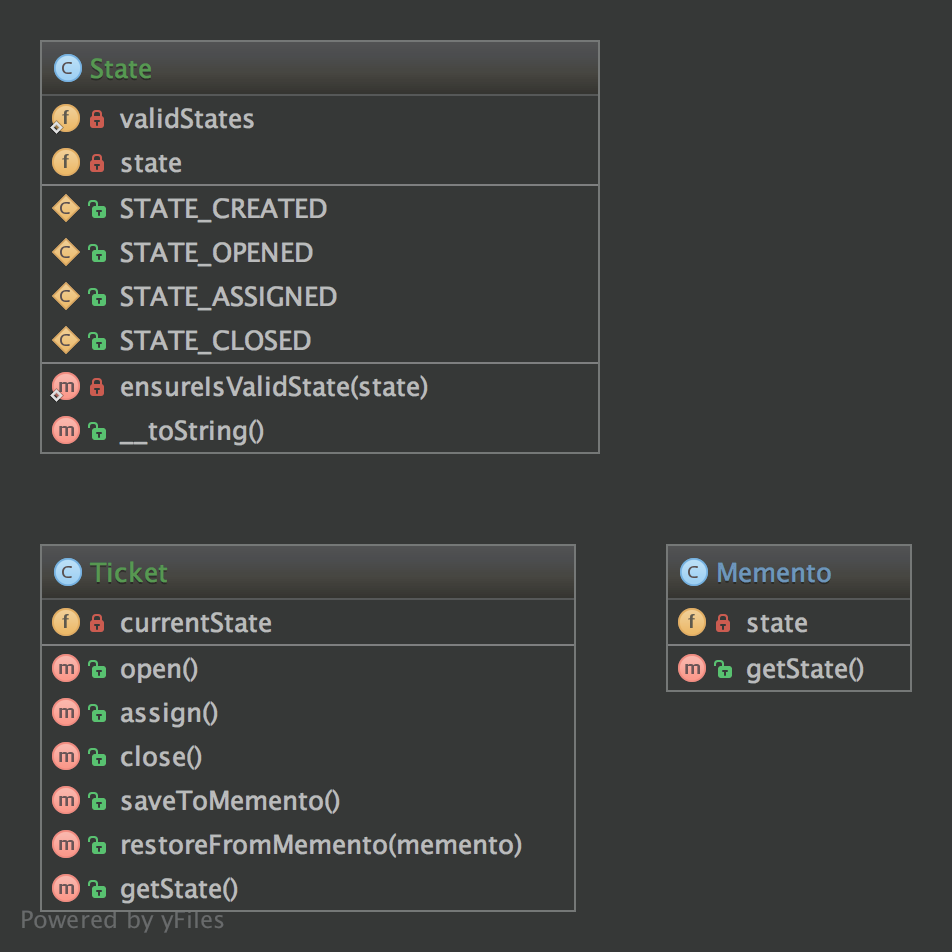 State
validStates
state
STATE_CREATED
STATE_OPENED
STATE_ASSIGNED
STATE_CLOSED
ensureIsValidState(state)
__toString()
Ticket
currentState
open()
assign()
close()
saveToMemento()
restoreFromMemento(memento)
getState()
Memento
state
getState()
Powered by yFiles